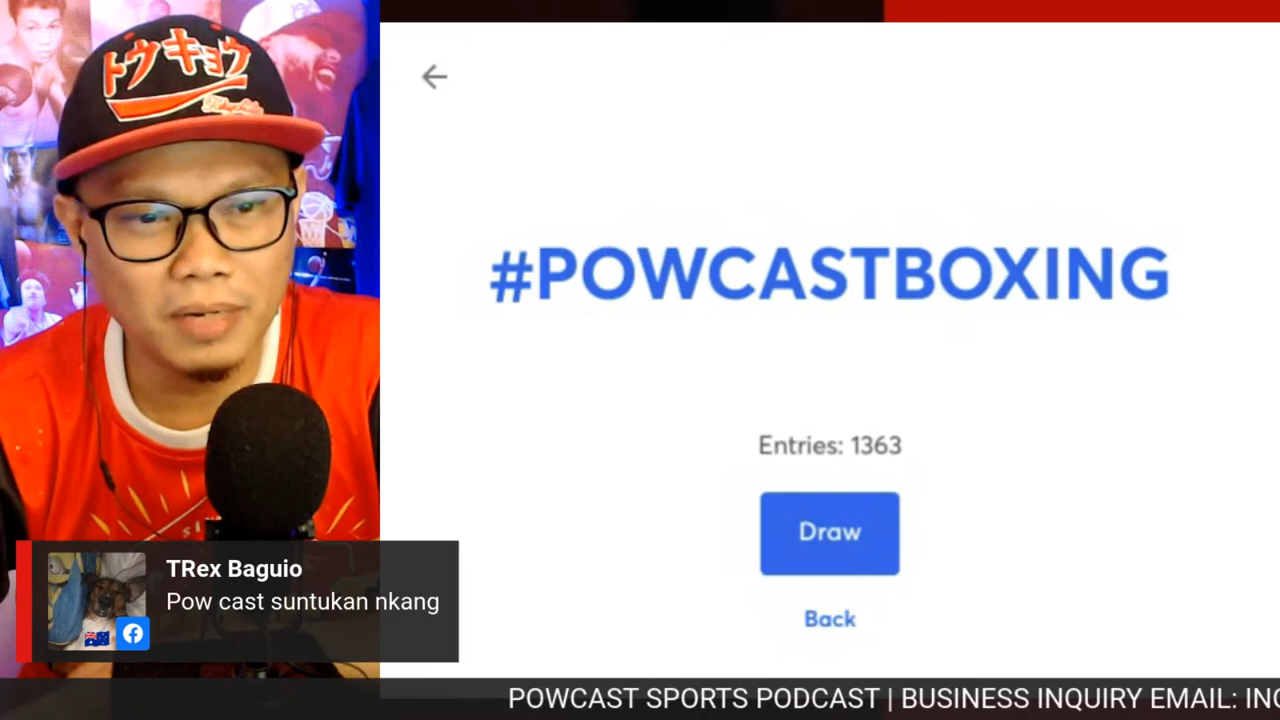 トウキョウ
#POWCASTBOXING
Entries: 1363
Draw
Back
TRex Baguio
Pow cast suntukan nkang
POWCAST SPORTS PODCAST | BUSINESS INQUIRY EMAIL: